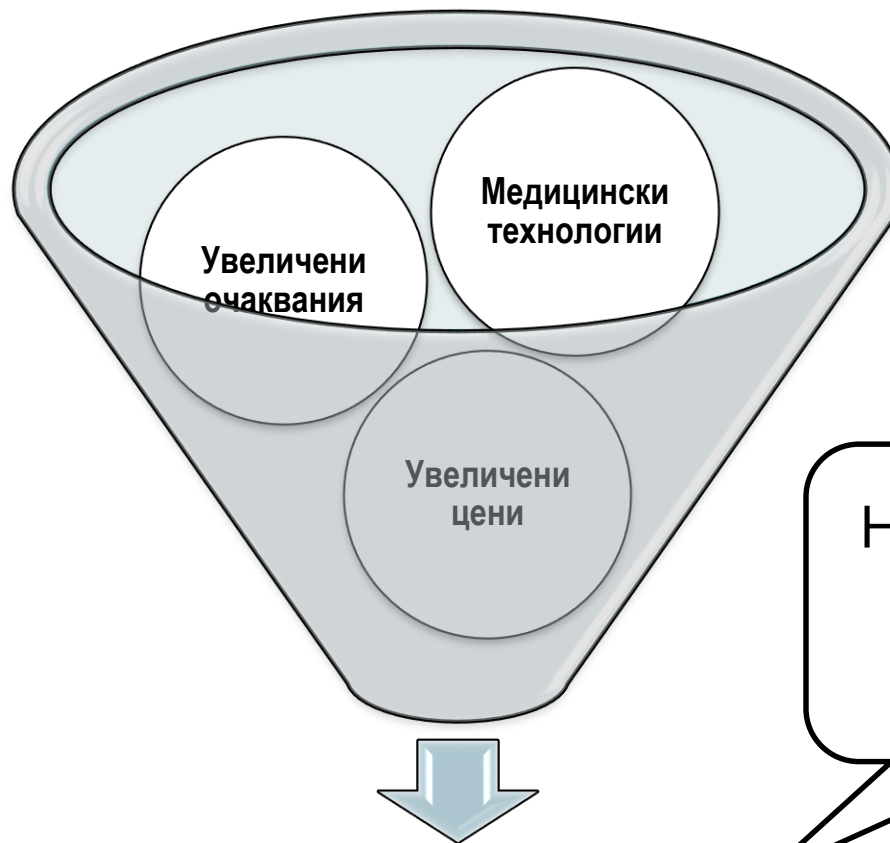 Медицински
технологии
Увеличени
очаквания
Увеличени
цени
Н